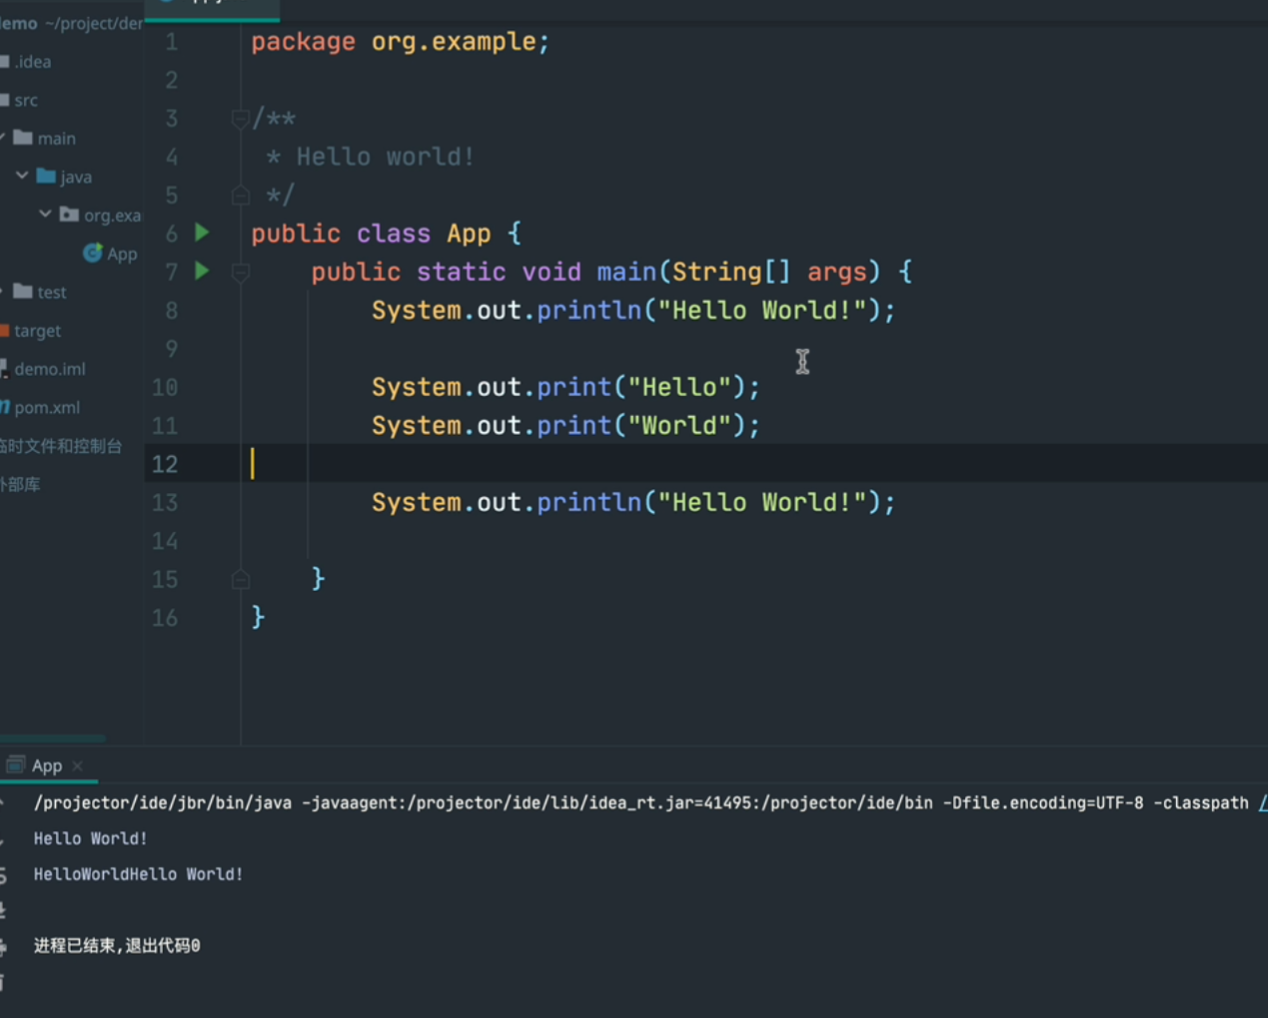 demo ~/project/der
.idea
src
main
java
org.exa
App
test
target
demo.iml
pom.xml
临时文件和控制台
外部库
1 package org.example;
2
3 /**
4 * Hello world!
5 */
6 public class App {
7 public static void main(String[] args) {
8 System.out.println("Hello World!");
9
10 System.out.print("Hello");
11 System.out.print("World");
12
13 System.out.println("Hello World!");
14
15 }
16 }
App
/projector/ide/jbr/bin/java -javaagent:/projector/ide/lib/idea_rt.jar=41495:/projector/ide/bin -Dfile.encoding=UTF-8 -classpath /
Hello World!
HelloWorldHello World!
进程已结束,退出代码0